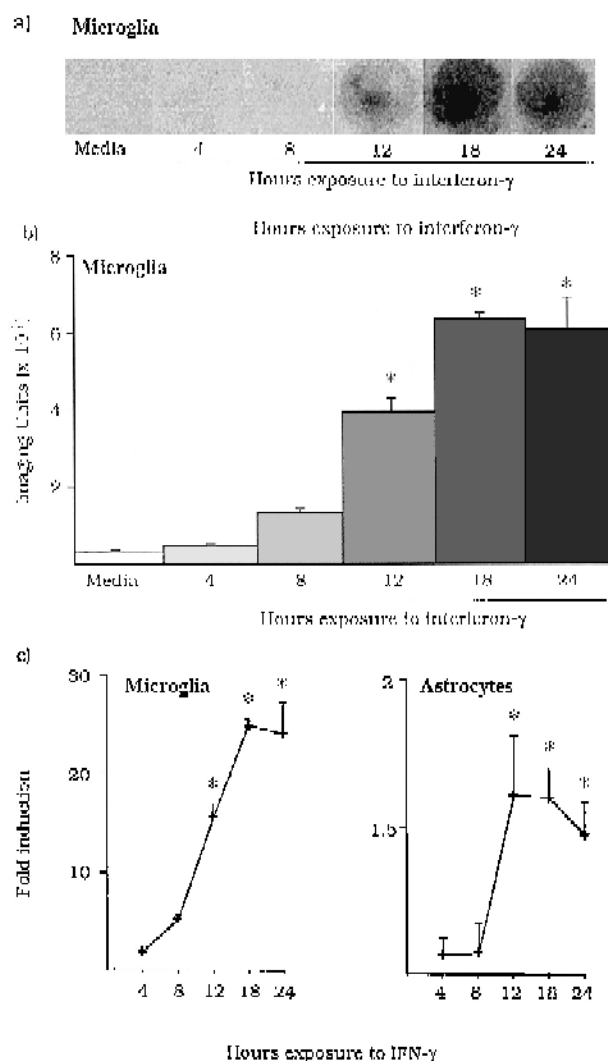 a) Microglia
Media 4 8 12 18 24
Hours exposure to interferon-γ
Hours exposure to interferon-γ
b)
8
Microglia
* * *
6
4
2
Imaging Units
Media 4 8 12 18 24
Hours exposure to interferon-γ
c)
30 Microglia
20
10
* * *
Fold induction
4 8 12 18 24
2 Astrocytes
1.5
* * *
4 8 12 18 24
Hours exposure to IFN-γ